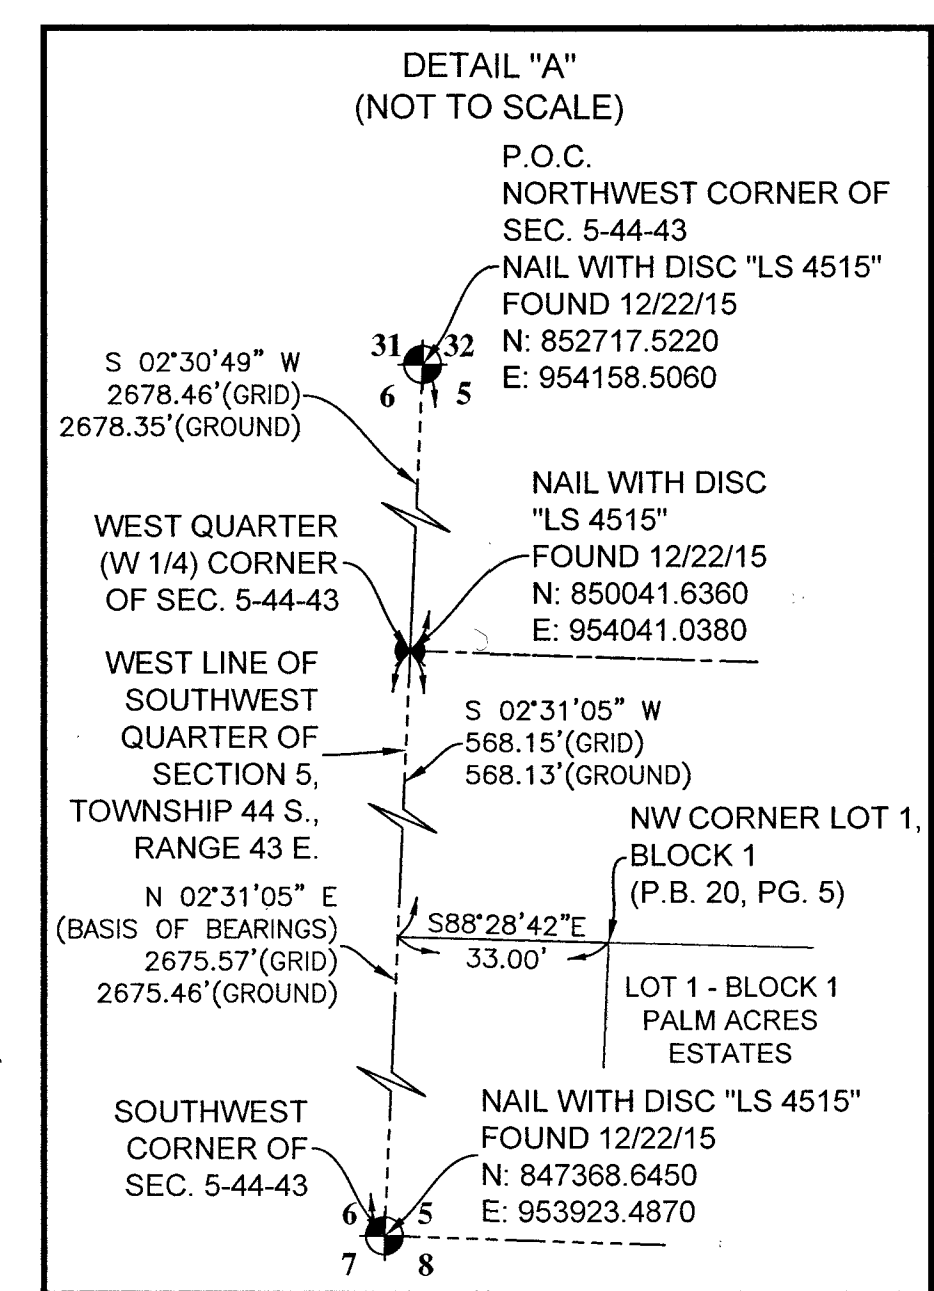 DETAIL "A"
(NOT TO SCALE)
P.O.C.
NORTHWEST CORNER OF
SEC. 5-44-43
NAIL WITH DISC "LS 4515"
FOUND 12/22/15
N: 852717.5220
E: 954158.5060
31 32
6 5
S 02°30'49" W
2678.46'(GRID)
2678.35'(GROUND)
NAIL WITH DISC
"LS 4515"
FOUND 12/22/15
N: 850041.6360
E: 954041.0380
WEST QUARTER
(W 1/4) CORNER
OF SEC. 5-44-43
WEST LINE OF
SOUTHWEST
QUARTER OF
SECTION 5,
TOWNSHIP 44 S.,
RANGE 43 E.
S 02°31'05" W
568.15'(GRID)
568.13'(GROUND)
NW CORNER LOT 1,
BLOCK 1
(P.B. 20, PG. 5)
N 02°31'05" E
(BASIS OF BEARINGS)
2675.57'(GRID)
2675.46'(GROUND)
S88°28'42"E
33.00'
LOT 1 - BLOCK 1
PALM ACRES
ESTATES
SOUTHWEST
CORNER OF
SEC. 5-44-43
NAIL WITH DISC "LS 4515"
FOUND 12/22/15
N: 847368.6450
E: 953923.4870
6 5
7 8